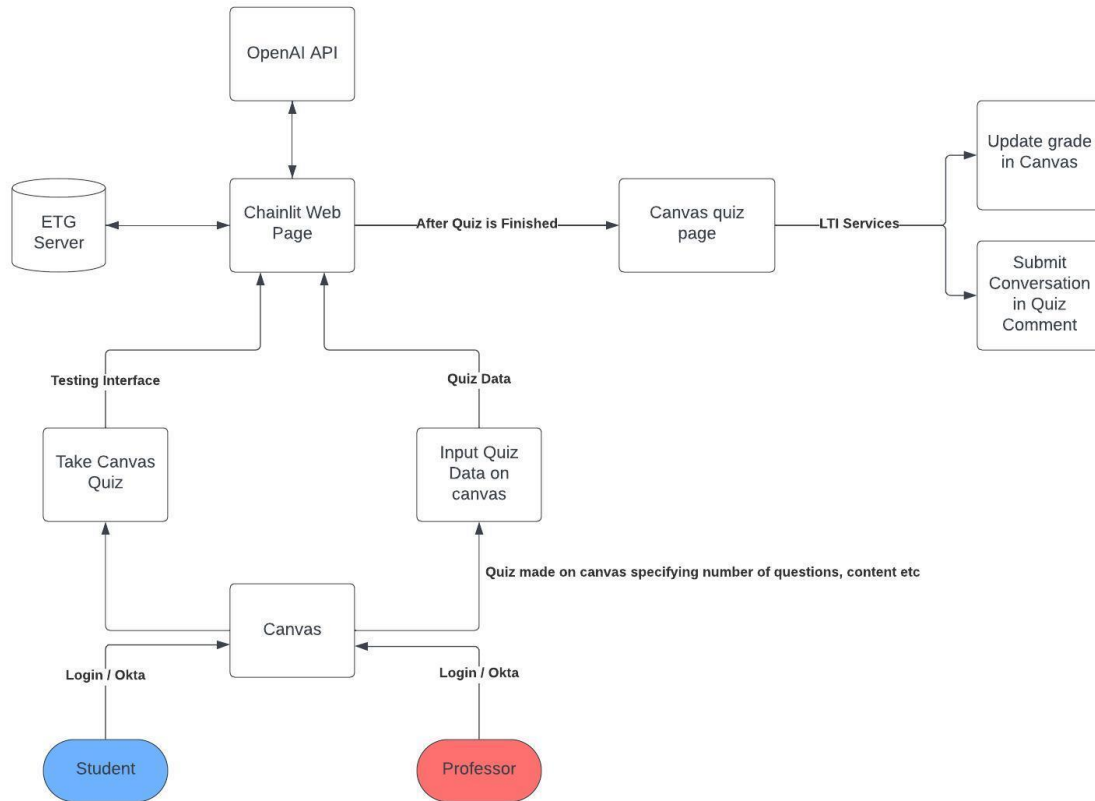 OpenAI API
Update grade
in Canvas
ETG
Server
Chainlit Web
Page
After Quiz is Finished
Canvas quiz
page
LTI Services
Submit
Conversation
in Quiz
Comment
Testing Interface
Quiz Data
Take Canvas
Quiz
Input Quiz
Data on
canvas
Quiz made on canvas specifying number of questions, content etc
Canvas
Login / Okta
Login / Okta
Student
Professor